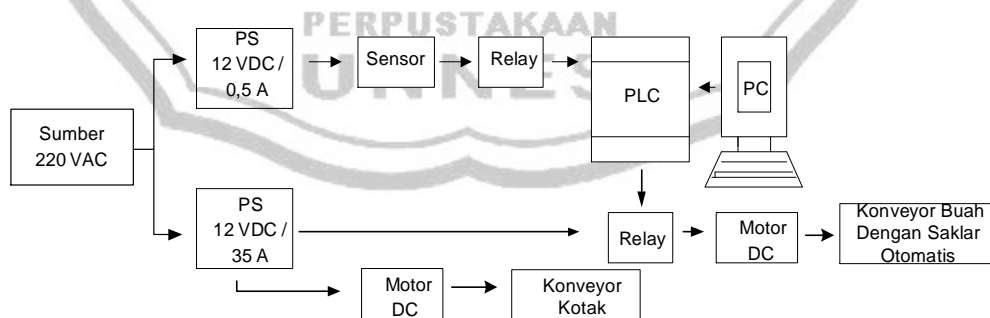 PERPUSTAKAAN
UNNES
PS
12 VDC /
0,5 A
Sensor
Relay
PLC
PC
Sumber
220 VAC
PS
12 VDC /
35 A
Relay
Motor
DC
Konveyor Buah
Dengan Saklar
Otomatis
Motor
DC
Konveyor
Kotak